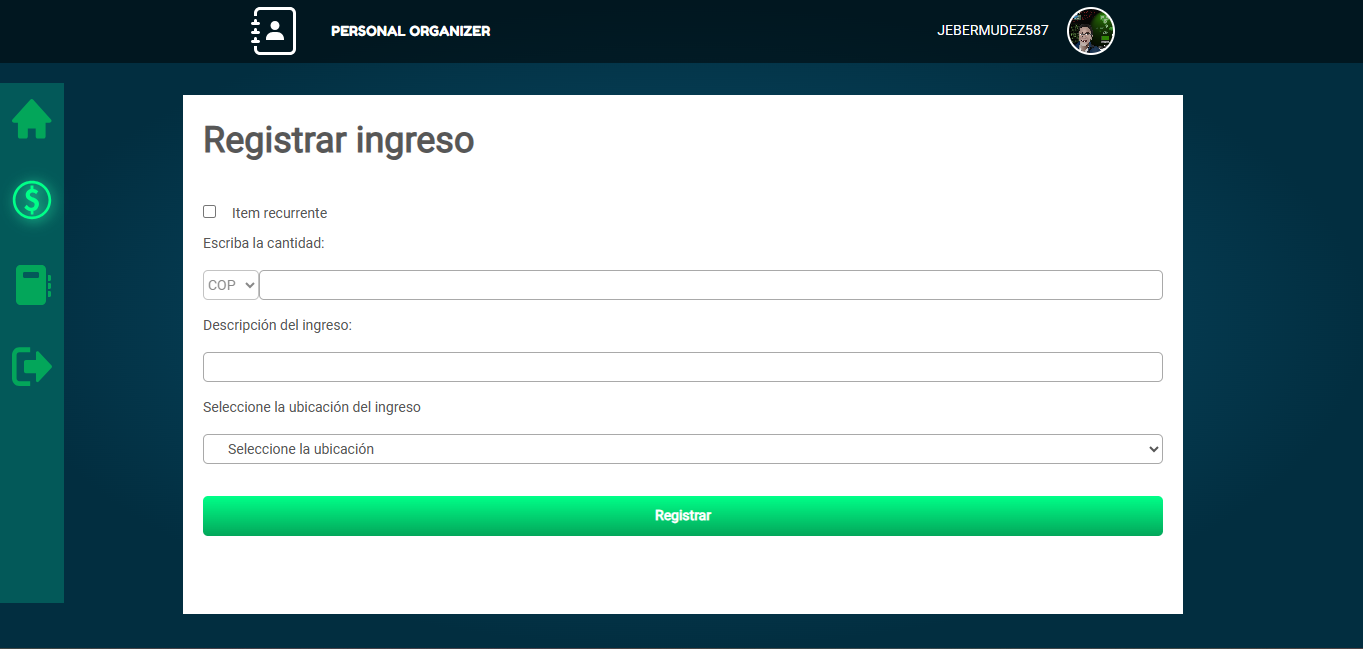 PERSONAL ORGANIZER
JEBERMUDEZ587
Registrar ingreso
Item recurrente
Escriba la cantidad:
COP
Descripción del ingreso:
Seleccione la ubicación del ingreso
Seleccione la ubicación
Registrar